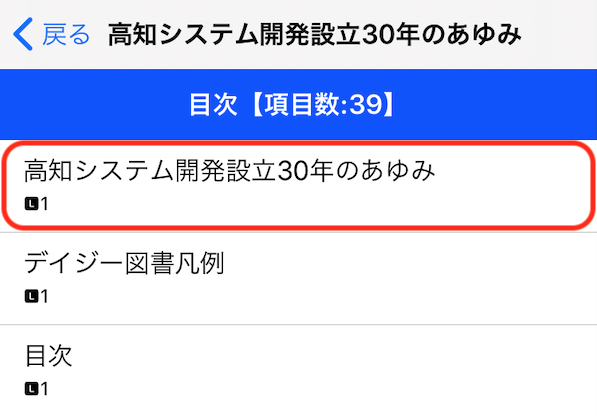 戻る 高知システム開発設立30年のあゆみ
目次【項目数:39】
高知システム開発設立30年のあゆみ
L1
デイジー図書凡例
L1
目次
L1